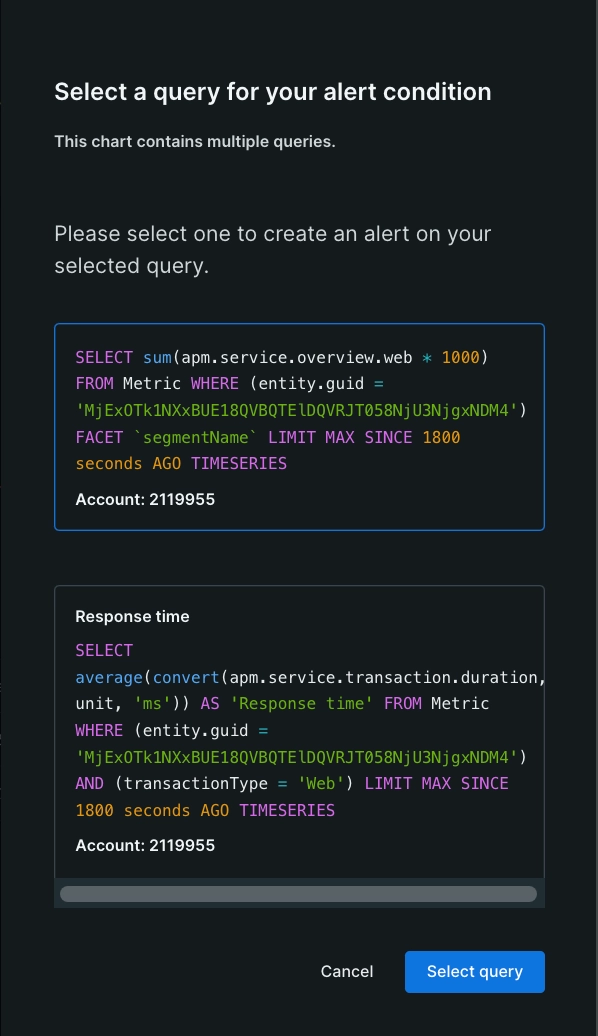 Select a query for your alert condition
This chart contains multiple queries.
Please select one to create an alert on your
selected query.
SELECT sum(apm.service.overview.web * 1000)
FROM Metric WHERE (entity.guid =
'MjExOTk1NXxBUE18QVBQTElDQVRJT058NjU3NjgxNDM4')
FACET `segmentName` LIMIT MAX SINCE 1800
seconds AGO TIMESERIES
Account: 2119955
Response time
SELECT
average(convert(apm.service.transaction.duration,
unit, 'ms')) AS 'Response time' FROM Metric
WHERE (entity.guid =
'MjExOTk1NXxBUE18QVBQTElDQVRJT058NjU3NjgxNDM4')
AND (transactionType = 'Web') LIMIT MAX SINCE
1800 seconds AGO TIMESERIES
Account: 2119955
Cancel
Select query